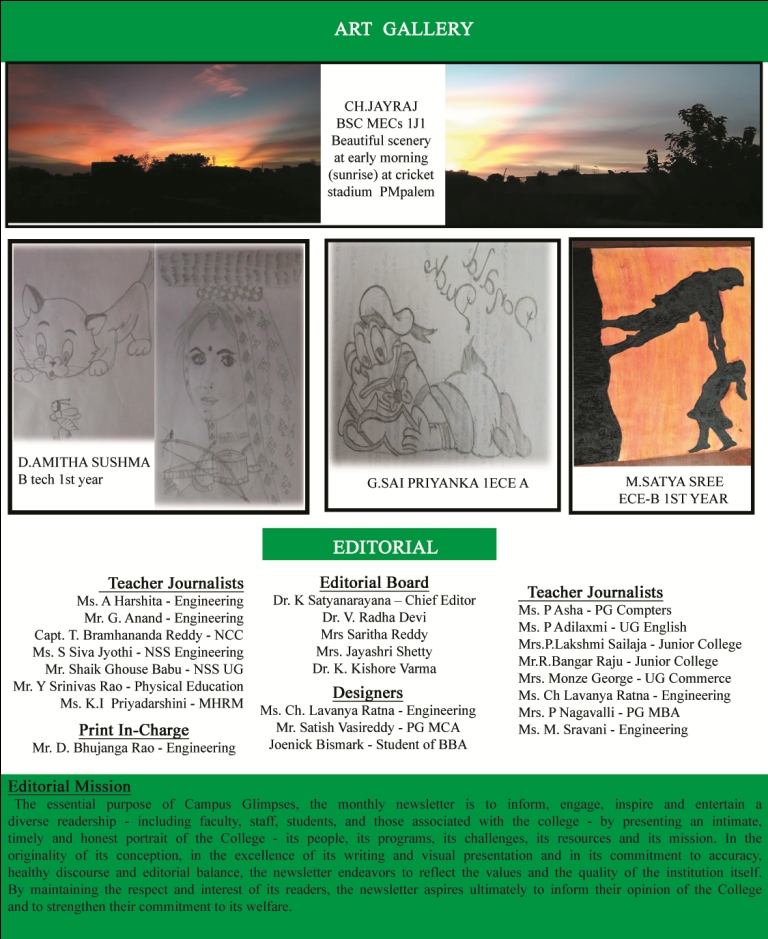 ART GALLERY
CH.JAYRAJ
BSC MECs 1J1
Beautiful scenery
at early morning
(sunrise) at cricket
stadium PMpalem
D.AMITHA SUSHMA
B tech 1st year
Donald
Duck
G.SAI PRIYANKA 1ECE A
M.SATYA SREE
ECE-B 1ST YEAR
EDITORIAL
Teacher Journalists
Ms. A Harshita - Engineering
Mr. G. Anand - Engineering
Capt. T. Bramhananda Reddy - NCC
Ms. S Siva Jyothi - NSS Engineering
Mr. Shaik Ghouse Babu - NSS UG
Mr. Y Srinivas Rao - Physical Education
Ms. K.I Priyadarshini - MHRM
Print In-Charge
Mr. D. Bhujanga Rao - Engineering
Editorial Board
Dr. K Satyanarayana – Chief Editor
Dr. V. Radha Devi
Mrs Saritha Reddy
Mrs. Jayashri Shetty
Dr. K. Kishore Varma
Designers
Ms. Ch. Lavanya Ratna - Engineering
Mr. Satish Vasireddy - PG MCA
Joenick Bismark - Student of BBA
Teacher Journalists
Ms. P Asha - PG Compters
Ms. P Adilaxmi - UG English
Mrs.P.Lakshmi Sailaja - Junior College
Mr.R.Bangar Raju - Junior College
Mrs. Monze George - UG Commerce
Ms. Ch Lavanya Ratna - Engineering
Mrs. P Nagavalli - PG MBA
Ms. M. Sravani - Engineering
Editorial Mission
The essential purpose of Campus Glimpses, the monthly newsletter is to inform, engage, inspire and entertain a
diverse readership - including faculty, staff, students, and those associated with the college - by presenting an intimate,
timely and honest portrait of the College - its people, its programs, its challenges, its resources and its mission. In the
originality of its conception, in the excellence of its writing and visual presentation and in its commitment to accuracy,
healthy discourse and editorial balance, the newsletter endeavors to reflect the values and the quality of the institution itself.
By maintaining the respect and interest of its readers, the newsletter aspires ultimately to inform their opinion of the College
and to strengthen their commitment to its welfare.